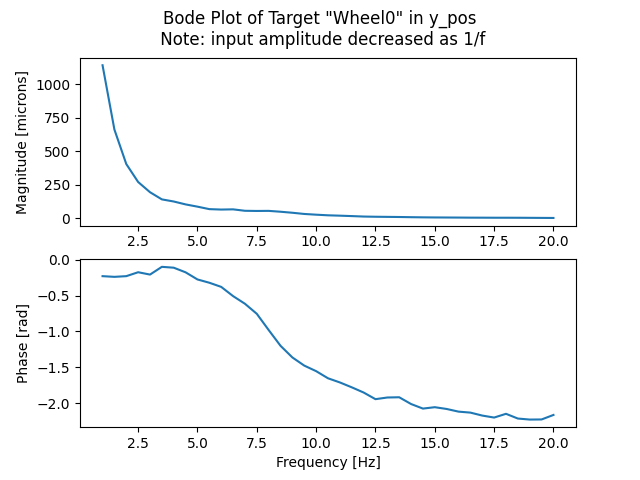 Bode Plot of Target "Wheel0" in y_pos
Note: input amplitude decreased as 1/f
Magnitude [microns]
1000
750
500
250
0
2.5 5.0 7.5 10.0 12.5 15.0 17.5 20.0
Phase [rad]
0.0
−0.5
−1.0
−1.5
−2.0
2.5 5.0 7.5 10.0 12.5 15.0 17.5 20.0
Frequency [Hz]